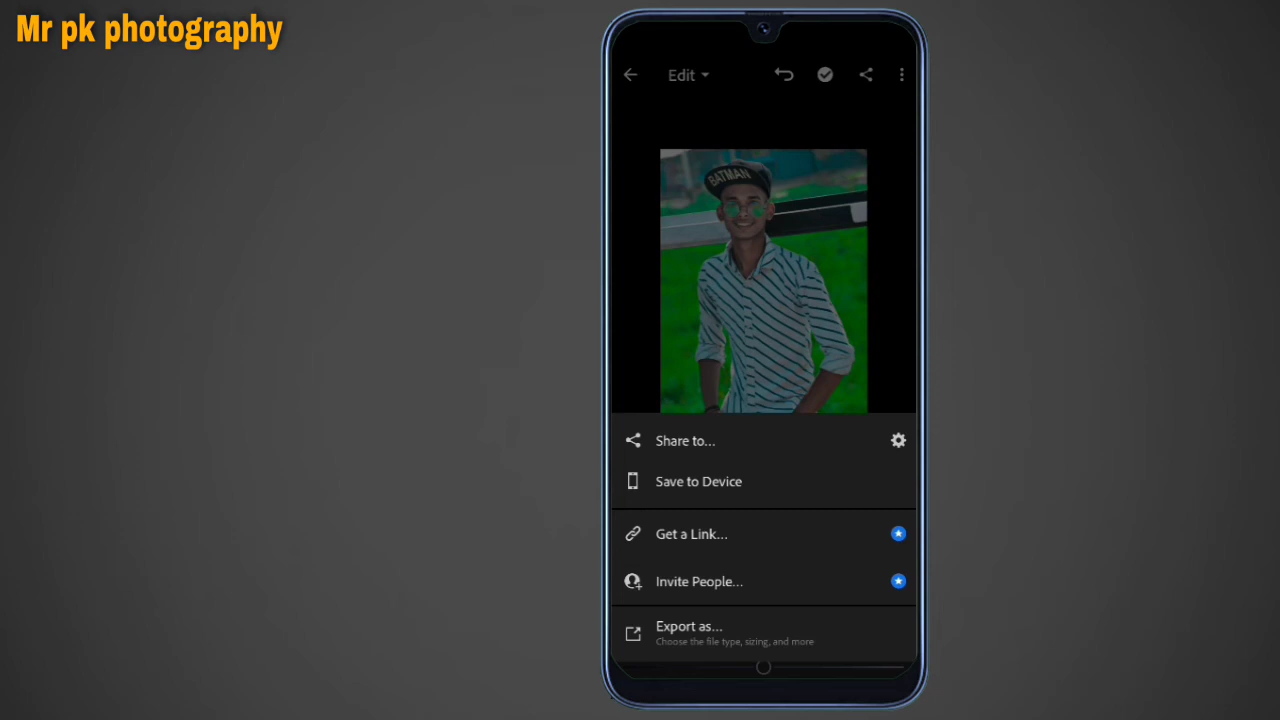 Mr pk photography
Edit
BATMAN
Share to...
Save to Device
Get a Link...
Invite People...
Export as...
Choose the file type, sizing, and more